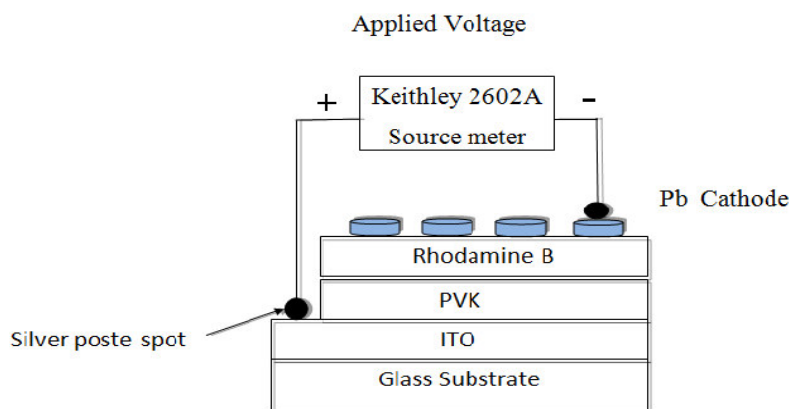 Applied Voltage
+ Keithley 2602A -
Source meter
Pb Cathode
Rhodamine B
PVK
Silver poste spot
ITO
Glass Substrate